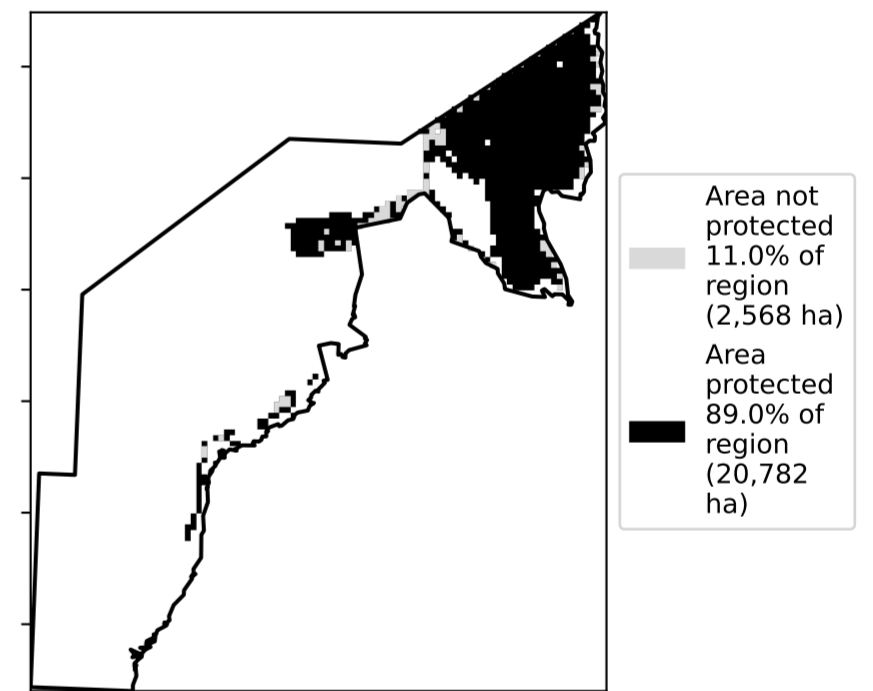 Area not
protected
11.0% of
region
(2,568 ha)
Area
protected
89.0% of
region
(20,782
ha)